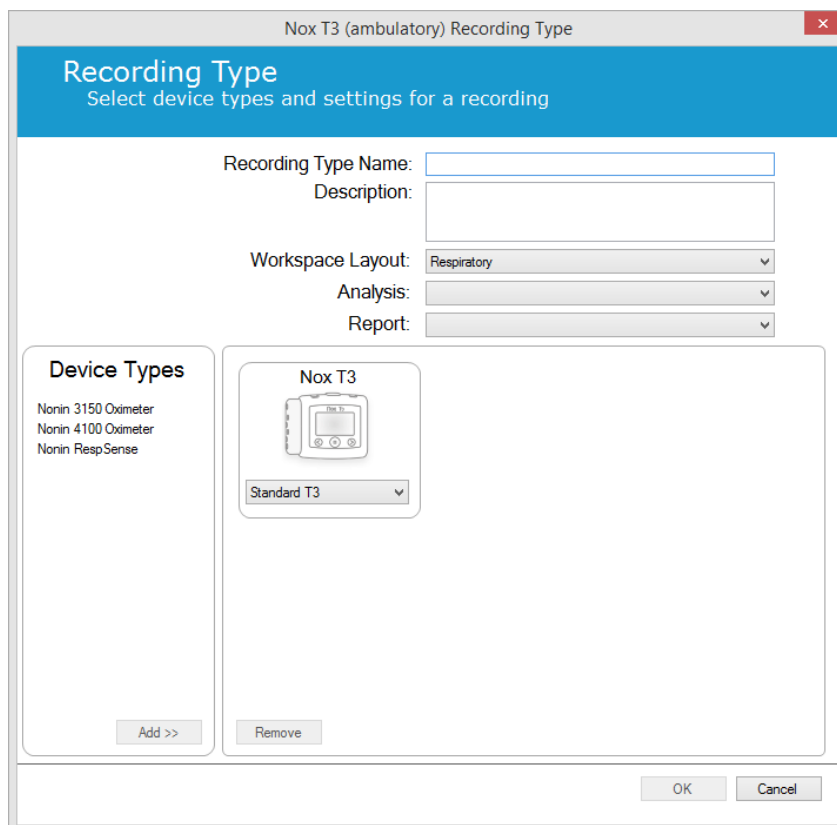 Nox T3 (ambulatory) Recording Type
Recording Type
Select device types and settings for a recording
Recording Type Name:
Description:
Workspace Layout: Respiratory
Analysis:
Report:
Device Types
Nonin 3150 Oximeter
Nonin 4100 Oximeter
Nonin RespSense
Add >>
Nox T3
Nox T3
Standard T3
Remove
OK Cancel